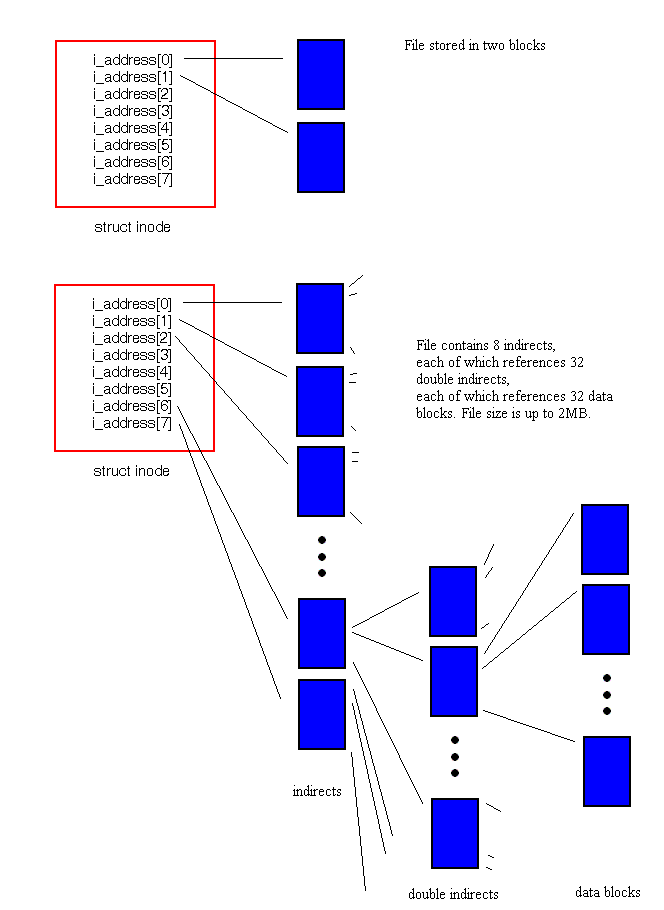 File stored in two blocks
i_address[0]
i_address[1]
i_address[2]
i_address[3]
i_address[4]
i_address[5]
i_address[6]
i_address[7]
struct inode
i_address[0]
i_address[1]
i_address[2]
i_address[3]
i_address[4]
i_address[5]
i_address[6]
i_address[7]
struct inode
File contains 8 indirects,
each of which references 32
double indirects,
each of which references 32 data
blocks. File size is up to 2MB.
indirects
double indirects
data blocks